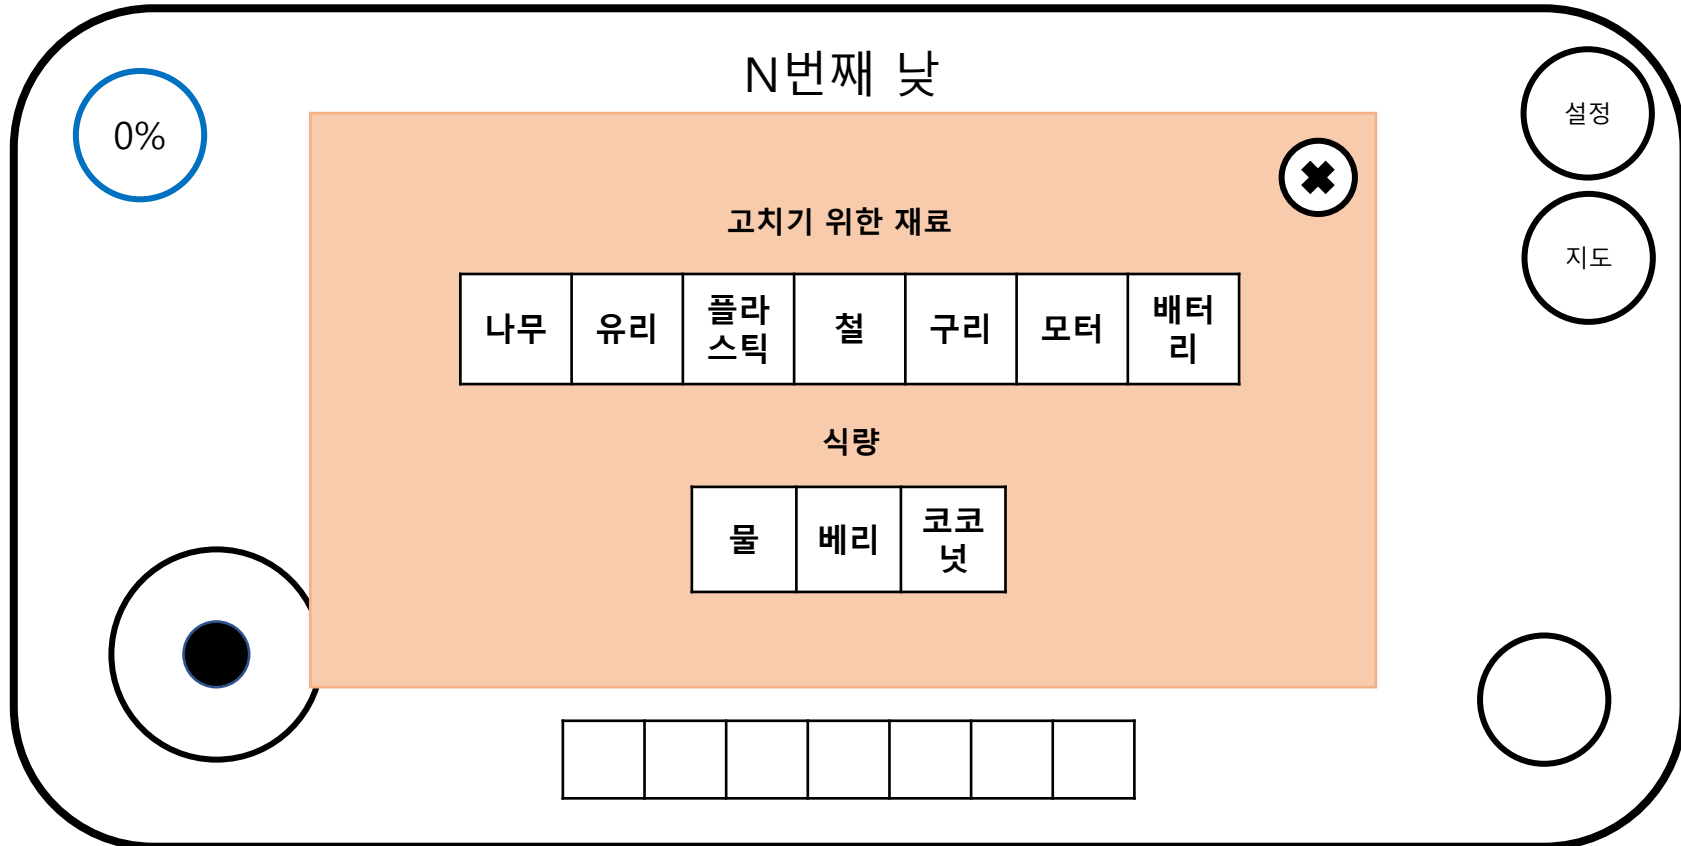 N번째 낮
0%
설정
지도
고치기 위한 재료
나무
유리
플라
스틱
철
구리
모터
배터
리
식량
물
베리
코코
넛